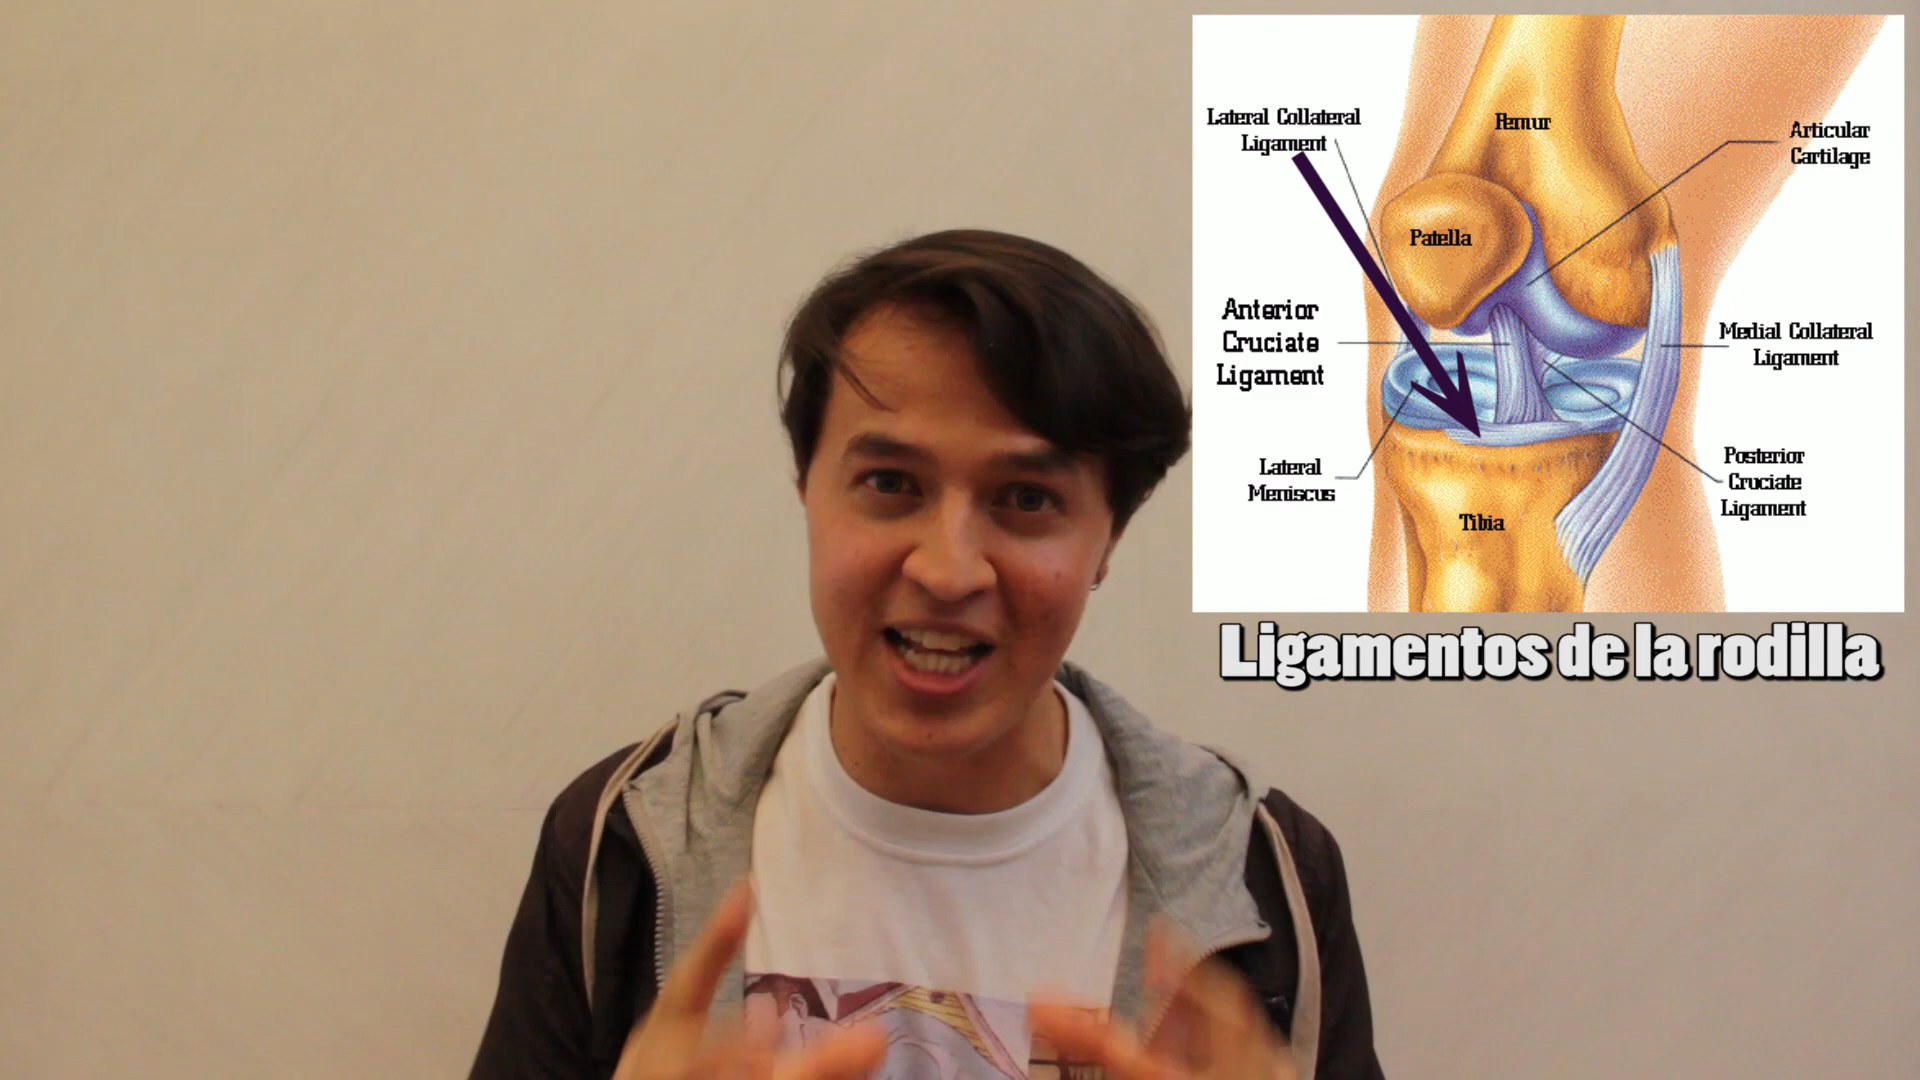 Lateral Collateral
Ligament
Femur
Articular
Cartilage
Patella
Anterior
Cruciate
Ligament
Medial Collateral
Ligament
Lateral
Meniscus
Posterior
Cruciate
Ligament
Tibia
Ligamentos de la rodilla